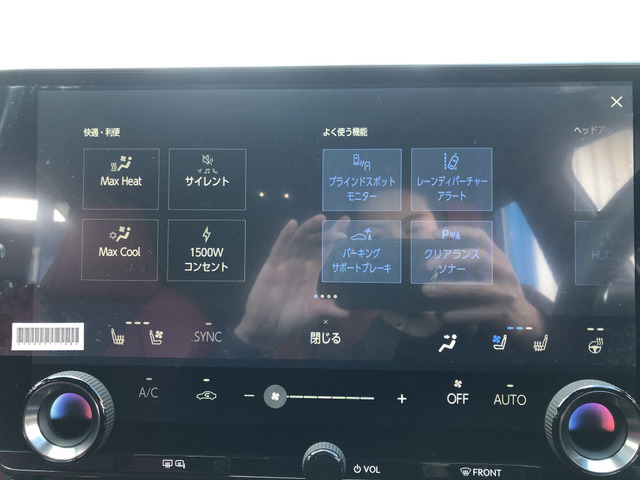 快適・利便
よく使う機能
ヘッドアッ
Max Heat
サイレント
ブラインドスポット
モニター
レーンディパーチャー
アラート
Max Cool
1500W
コンセント
パーキング
サポートブレーキ
クリアランス
ソナー
HUD
SYNC
閉じる
A/C
OFF
AUTO
VOL
FRONT